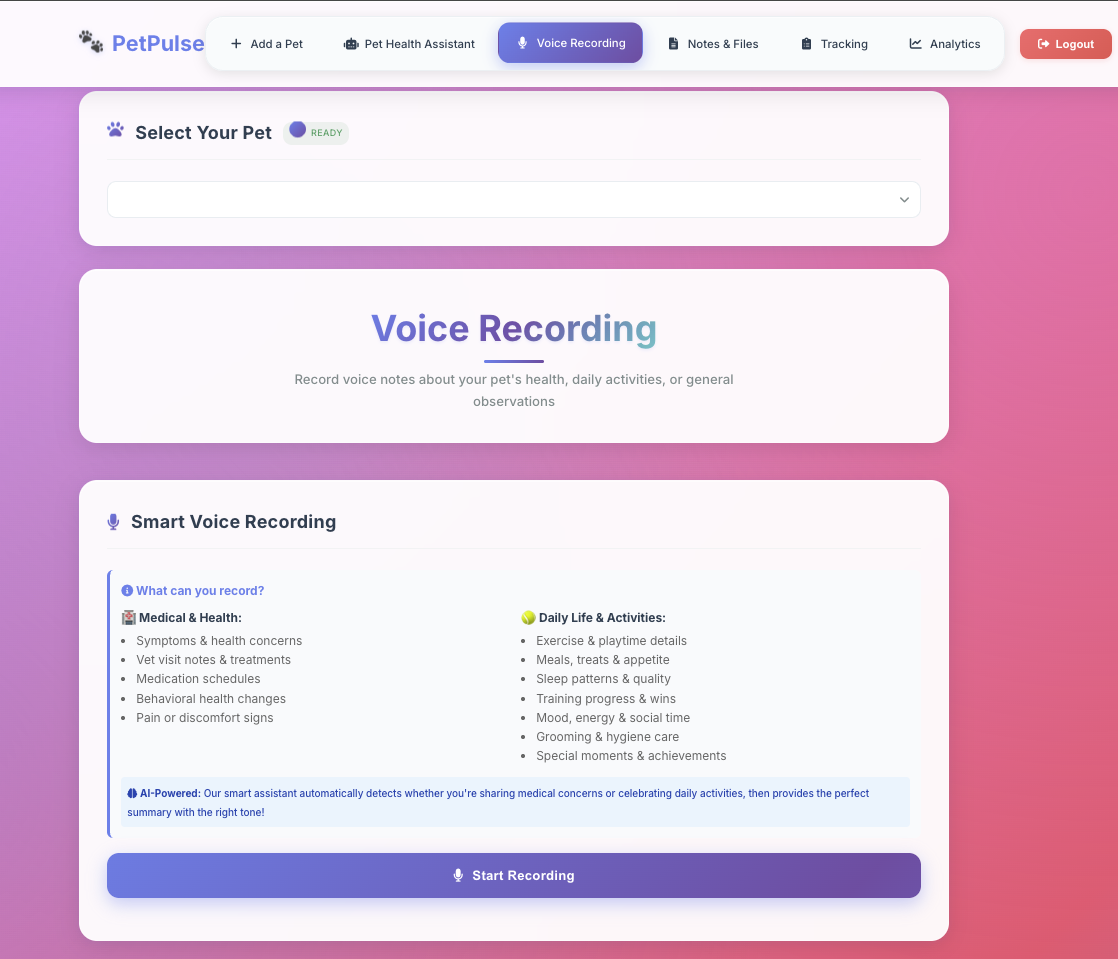 PetPulse
Add a Pet
Pet Health Assistant
Voice Recording
Notes & Files
Tracking
Analytics
Logout
Select Your Pet
READY
Voice Recording
Record voice notes about your pet's health, daily activities, or general
observations
Smart Voice Recording
What can you record?
Medical & Health:
Symptoms & health concerns
Vet visit notes & treatments
Medication schedules
Behavioral health changes
Pain or discomfort signs
Daily Life & Activities:
Exercise & playtime details
Meals, treats & appetite
Sleep patterns & quality
Training progress & wins
Mood, energy & social time
Grooming & hygiene care
Special moments & achievements
AI-Powered: Our smart assistant automatically detects whether you're sharing medical concerns or celebrating daily activities, then provides the perfect
summary with the right tone!
Start Recording